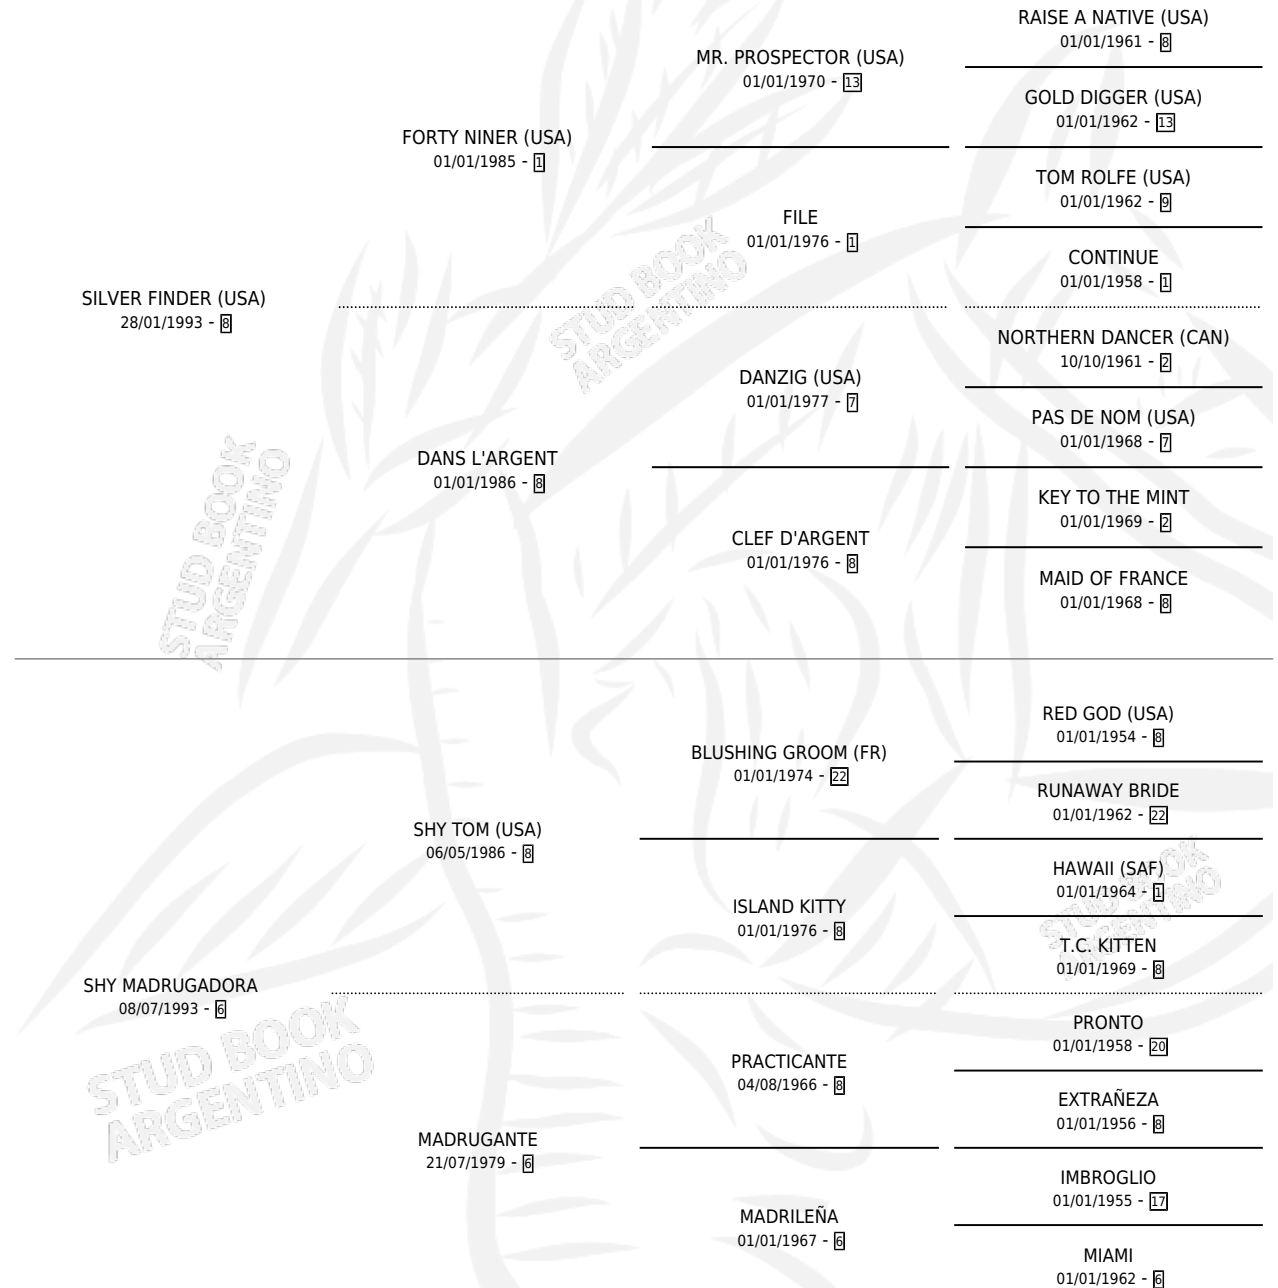 RAISE A NATIVE (USA)
01/01/1961 - 8
MR. PROSPECTOR (USA)
01/01/1970 - 13
GOLD DIGGER (USA)
01/01/1962 - 13
FORTY NINER (USA)
01/01/1985 - 1
TOM ROLFE (USA)
01/01/1962 - 9
FILE
01/01/1976 - 1
CONTINUE
01/01/1958 - 1
SILVER FINDER (USA)
28/01/1993 - 8
NORTHERN DANCER (CAN)
10/10/1961 - 2
DANZIG (USA)
01/01/1977 - 7
PAS DE NOM (USA)
01/01/1968 - 7
DANS L'ARGENT
01/01/1986 - 8
KEY TO THE MINT
01/01/1969 - 2
CLEF D'ARGENT
01/01/1976 - 8
MAID OF FRANCE
01/01/1968 - 8
STUD BOOK
ARGENTINO
STUD BOOK
ARGENTINO
RED GOD (USA)
01/01/1954 - 8
BLUSHING GROOM (FR)
01/01/1974 - 22
RUNAWAY BRIDE
01/01/1962 - 22
SHY TOM (USA)
06/05/1986 - 8
HAWAII (SAF)
01/01/1964 - 1
ISLAND KITTY
01/01/1976 - 8
T.C. KITTEN
01/01/1969 - 8
SHY MADRUGADORA
08/07/1993 - 6
PRONTO
01/01/1958 - 20
PRACTICANTE
04/08/1966 - 8
EXTRAÑEZA
01/01/1956 - 8
MADRUGANTE
21/07/1979 - 6
IMBROGLIO
01/01/1955 - 17
MADRILEÑA
01/01/1967 - 6
MIAMI
01/01/1962 - 6
STUD BOOK
ARGENTINO
STUD BOOK
ARGENTINO